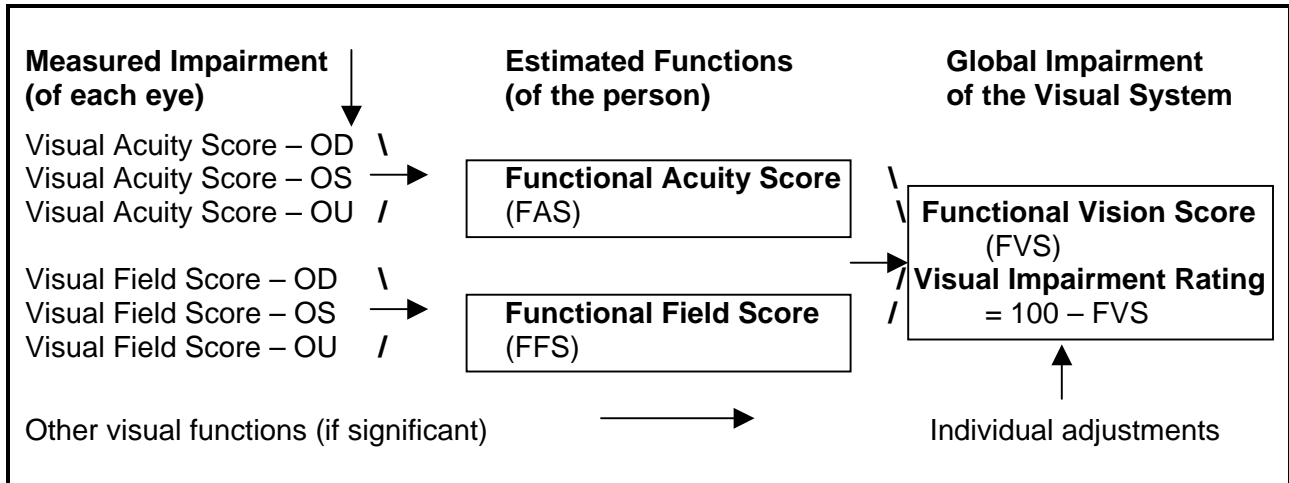 Measured Impairment
(of each eye)
Estimated Functions
(of the person)
Global Impairment
of the Visual System
Visual Acuity Score – OD \
Visual Acuity Score – OS
Visual Acuity Score – OU /
Functional Acuity Score
(FAS)
\
\
Visual Field Score – OD \
Visual Field Score – OS
Visual Field Score – OU /
Functional Field Score
(FFS)
/
/
Functional Vision Score
(FVS)
Visual Impairment Rating
= 100 – FVS
Other visual functions (if significant)
Individual adjustments